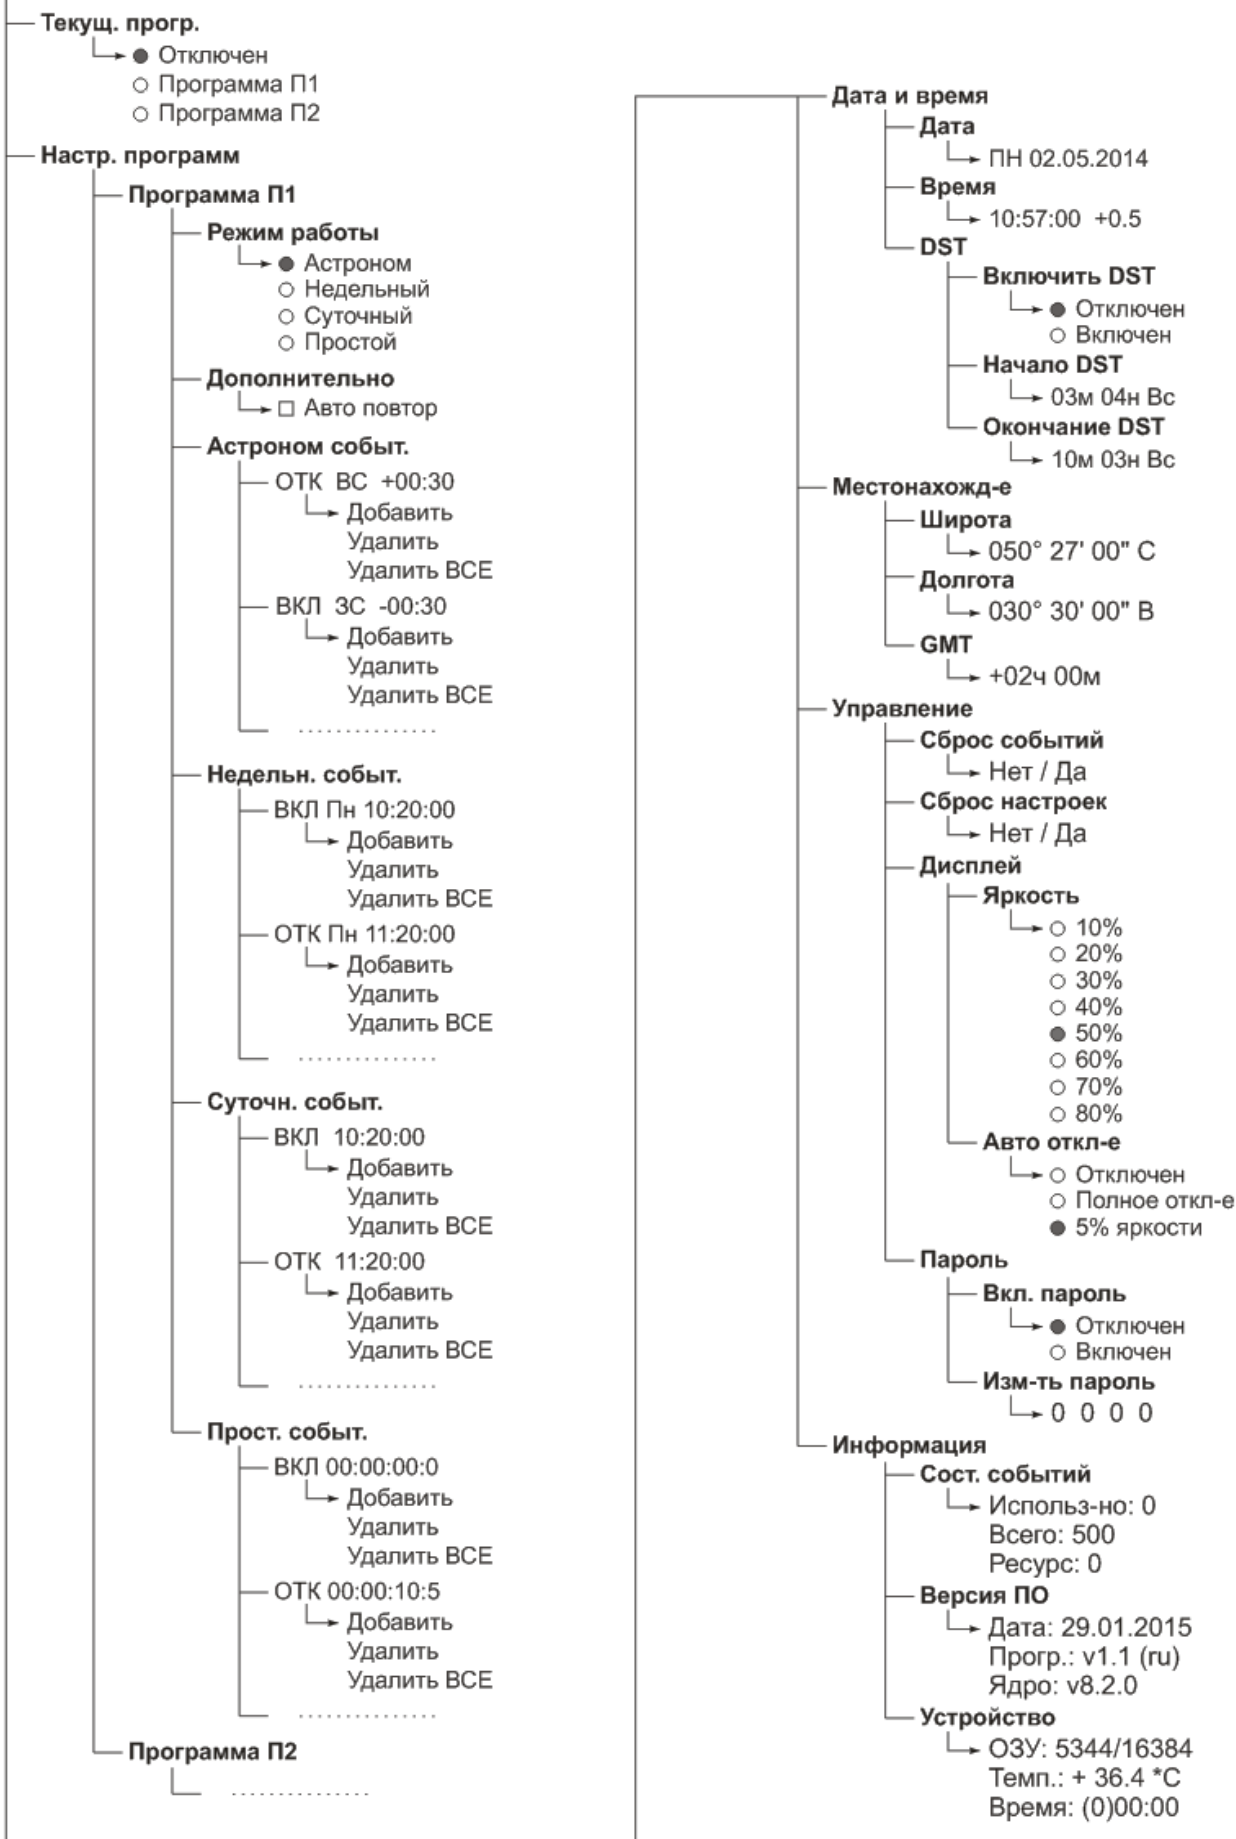 Текущ. прогр.
Отключен
Программа П1
Программа П2
Настр. программ
Программа П1
Режим работы
Астроном
Недельный
Суточный
Простой
Дополнительно
Авто повтор
Астроном событ.
ОТК ВС +00:30
Добавить
Удалить
Удалить ВСЕ
ВКЛ ЗС -00:30
Добавить
Удалить
Удалить ВСЕ
Недельн. событ.
ВКЛ Пн 10:20:00
Добавить
Удалить
Удалить ВСЕ
ОТК Пн 11:20:00
Добавить
Удалить
Удалить ВСЕ
Суточн. событ.
ВКЛ 10:20:00
Добавить
Удалить
Удалить ВСЕ
ОТК 11:20:00
Добавить
Удалить
Удалить ВСЕ
Прост. событ.
ВКЛ 00:00:00:0
Добавить
Удалить
Удалить ВСЕ
ОТК 00:00:10:5
Добавить
Удалить
Удалить ВСЕ
Программа П2
Дата и время
Дата
ПН 02.05.2014
Время
10:57:00 +0.5
DST
Включить DST
Отключен
Включен
Начало DST
03м 04н Вс
Окончание DST
10м 03н Вс
Местонахожд-е
Широта
050° 27' 00" С
Долгота
030° 30' 00" В
GMT
+02ч 00м
Управление
Сброс событий
Нет / Да
Сброс настроек
Нет / Да
Дисплей
Яркость
10%
20%
30%
40%
50%
60%
70%
80%
Авто откл-е
Отключен
Полное откл-е
5% яркости
Пароль
Вкл. пароль
Отключен
Включен
Изм-ть пароль
0 0 0 0
Информация
Сост. событий
Использ-но: 0
Всего: 500
Ресурс: 0
Версия ПО
Дата: 29.01.2015
Прогр.: v1.1 (ru)
Ядро: v8.2.0
Устройство
ОЗУ: 5344/16384
Темп.: + 36.4 *C
Время: (0)00:00